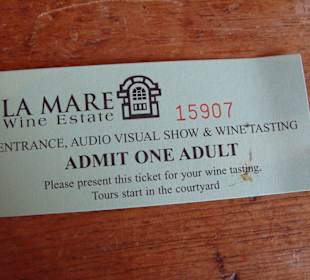 LA MARE
Wine Estate
15907
ENTRANCE, AUDIO VISUAL SHOW & WINE TASTING
ADMIT ONE ADULT
Please present this ticket for your wine tasting.
Tours start in the courtyard